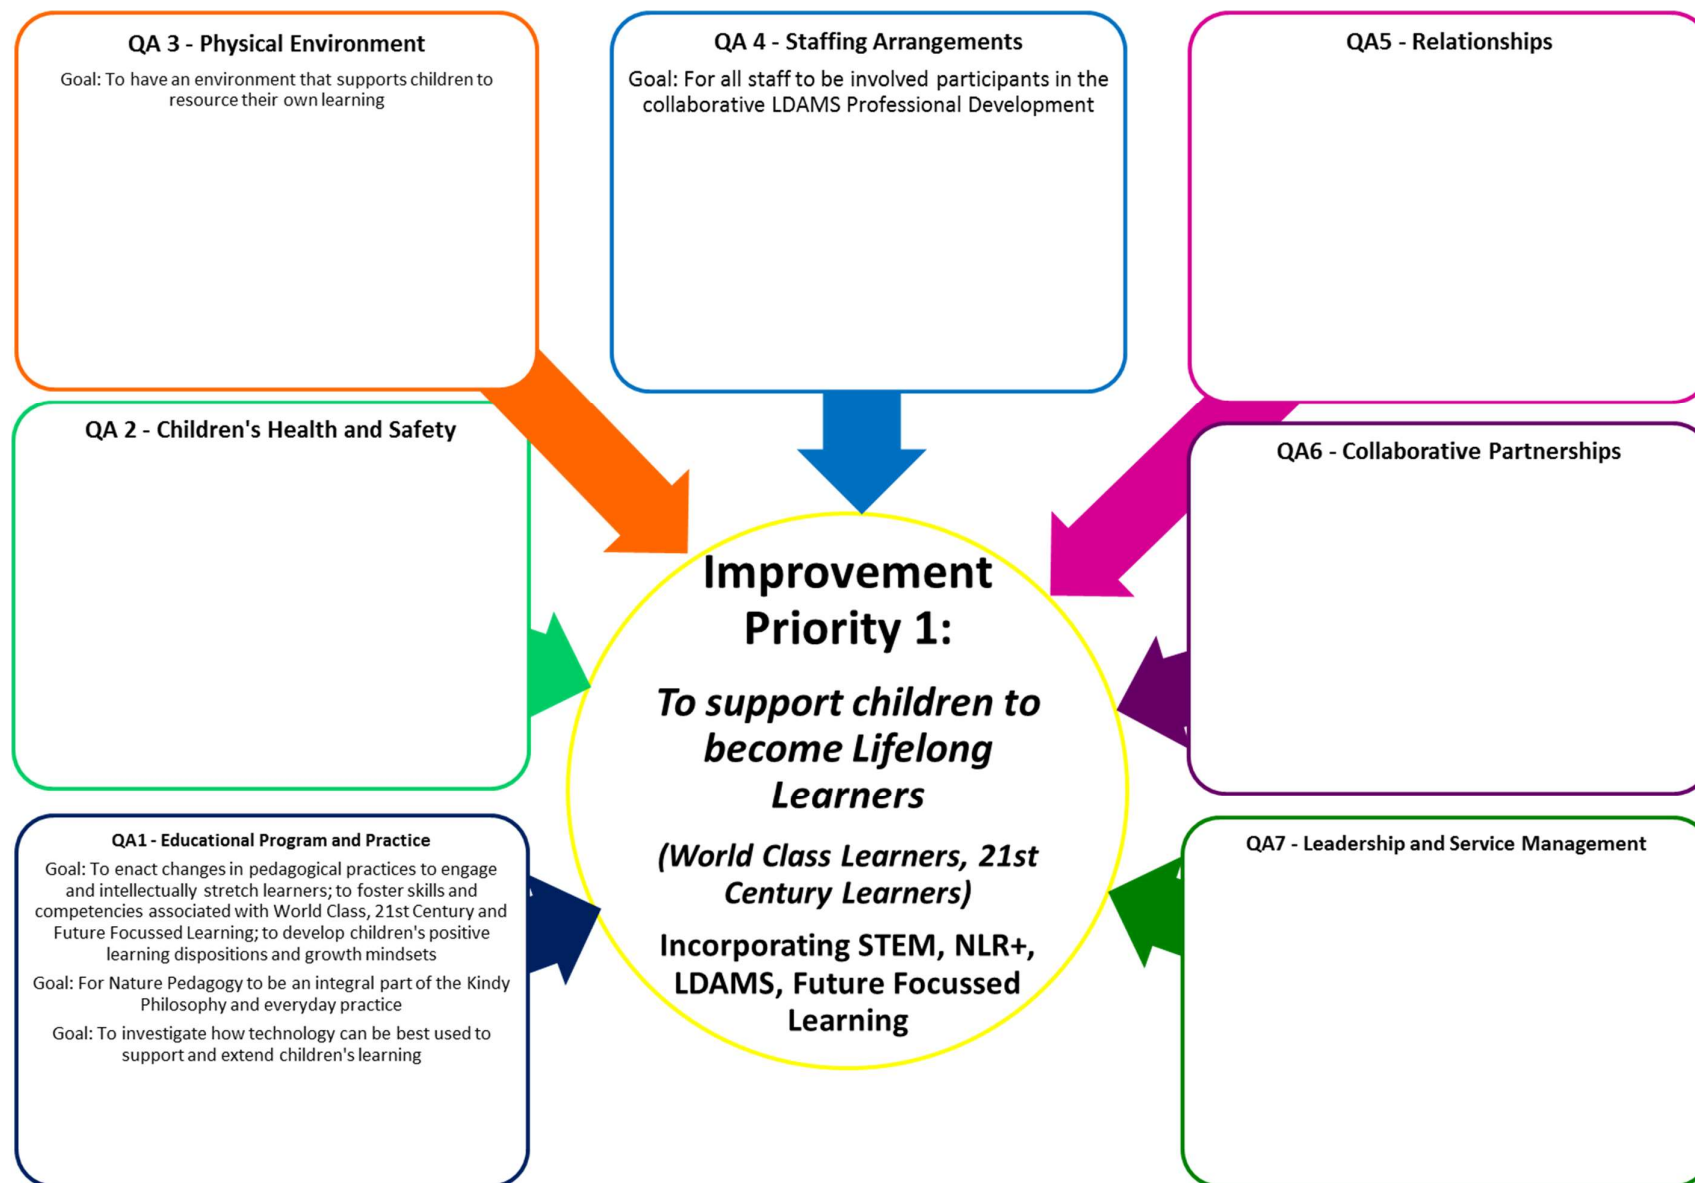 QA 3 - Physical Environment
Goal: To have an environment that supports children to
resource their own learning
QA 4 - Staffing Arrangements
Goal: For all staff to be involved participants in the
collaborative LDAMS Professional Development
QA5 - Relationships
QA 2 - Children's Health and Safety
QA6 - Collaborative Partnerships
Improvement
Priority 1:
To support children to
become Lifelong
Learners
(World Class Learners, 21st
Century Learners)
Incorporating STEM, NLR+,
LDAMS, Future Focussed
Learning
QA1 - Educational Program and Practice
Goal: To enact changes in pedagogical practices to engage
and intellectually stretch learners; to foster skills and
competencies associated with World Class, 21st Century and
Future Focussed Learning; to develop children's positive
learning dispositions and growth mindsets
Goal: For Nature Pedagogy to be an integral part of the Kindy
Philosophy and everyday practice
Goal: To investigate how technology can be best used to
support and extend children's learning
QA7 - Leadership and Service Management